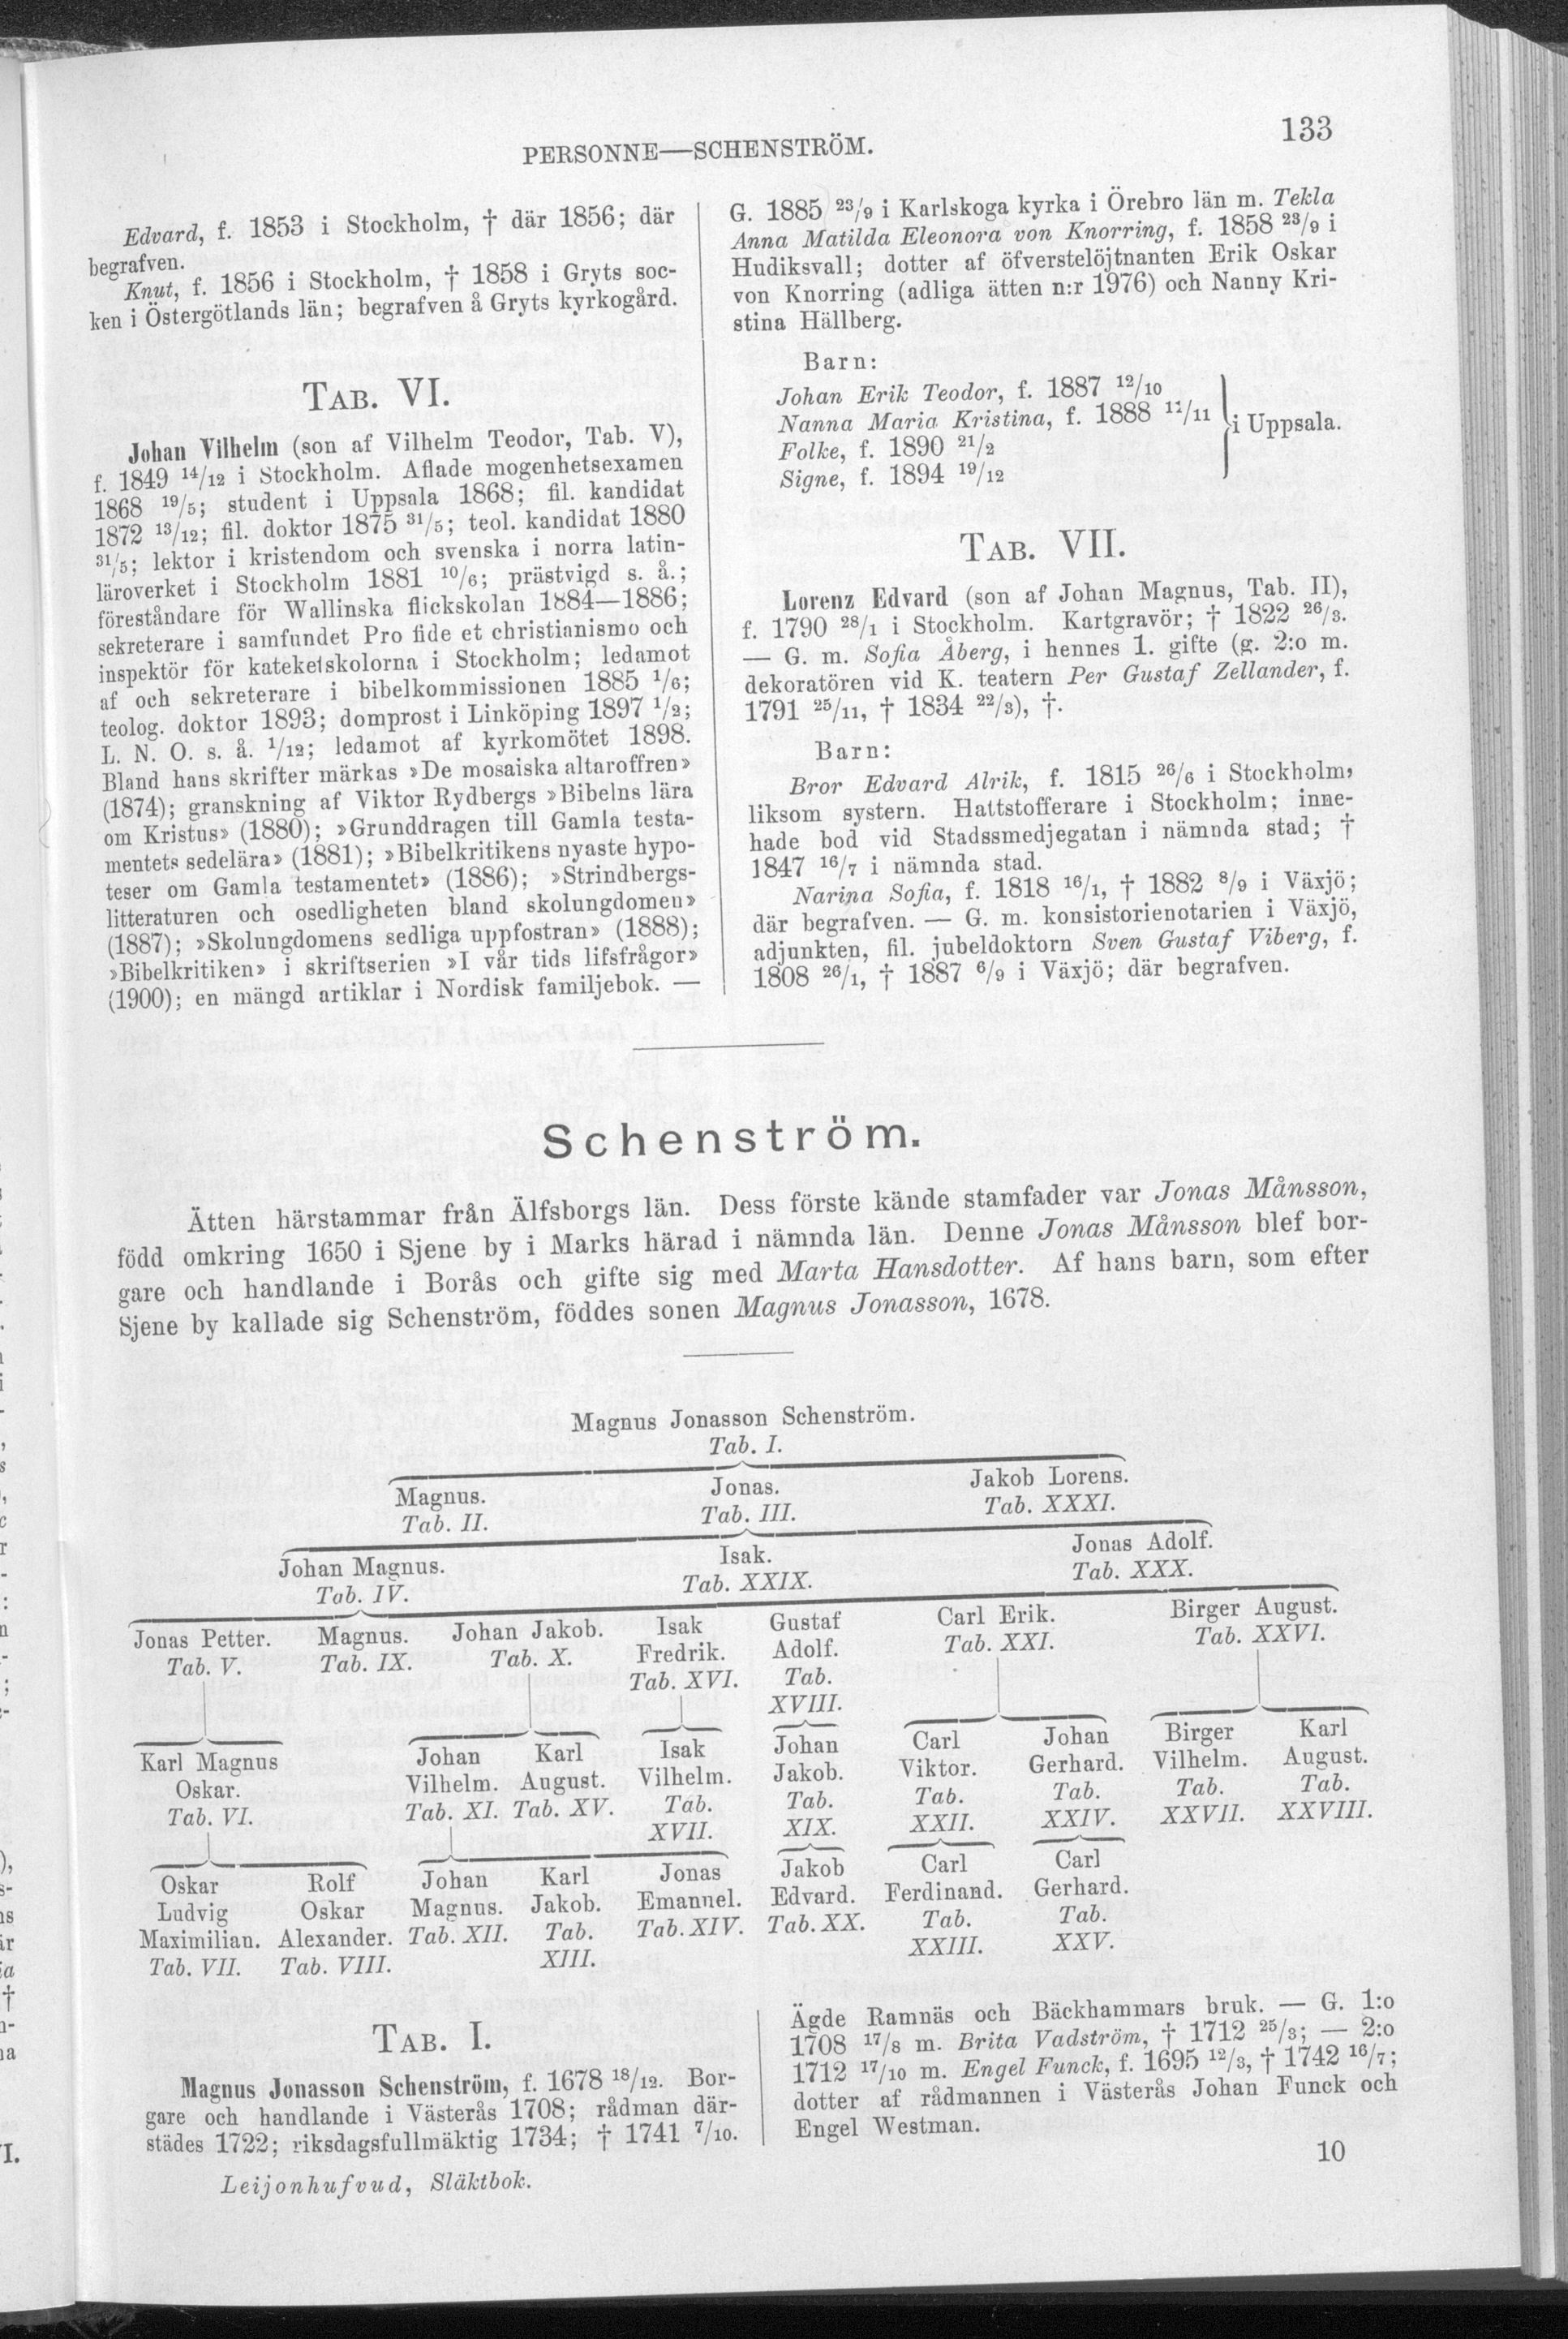 PERSONNE—SCHENSTRÖM.
133
Edvard, f. 1853 i Stockholm, † där 1856; där
begrafven.
Knut, f. 1856 i Stockholm, † 1858 i Gryts soc-
ken i Östergötlands län; begrafven å Gryts kyrkogård.
TAB. VI.
Johan Vilhelm (son af Vilhelm Teodor, Tab. V),
f. 1849 14/12 i Stockholm. Aflade mogenhetsexamen
1868 19/5; student i Uppsala 1868; fil. kandidat
1872 13/12; fil. doktor 1875 31/5; teol. kandidat 1880
31/5; lektor i kristendom och svenska i norra latin-
läroverket i Stockholm 1881 10/6; prästvigd s. å.;
föreståndare för Wallinska flickskolan 1884—1886;
sekreterare i samfundet Pro fide et christianismo och
inspektör för kateketskolorna i Stockholm; ledamot
af och sekreterare i bibelkommissionen 1885 1/6;
teolog. doktor 1893; domprost i Linköping 1897 1/2;
L. N. O. s. å. 1/12; ledamot af kyrkomötet 1898.
Bland hans skrifter märkas »De mosaiska altaroffren»
(1874); granskning af Viktor Rydbergs »Bibelns lära
om Kristus» (1880); »Grunddragen till Gamla testa-
mentets sedelära» (1881); »Bibelkritikens nyaste hypo-
teser om Gamla testamentet» (1886); »Strindbergs-
litteraturen och osedligheten bland skolungdomen»
(1887); »Skolungdomens sedliga uppfostran» (1888);
»Bibelkritiken» i skriftserien »I vår tids lifsfrågor»
(1900); en mängd artiklar i Nordisk familjebok. —
G. 1885 23/9 i Karlskoga kyrka i Örebro län m. Tekla
Anna Matilda Eleonora von Knorring, f. 1858 23/9 i
Hudiksvall; dotter af öfverstelöjtnanten Erik Oskar
von Knorring (adliga ätten n:r 1976) och Nanny Kri-
stina Hällberg.
Barn:
Johan Erik Teodor, f. 1887 12/10
Nanna Maria Kristina, f. 1888 11/11
Folke, f. 1890 21/2
Signe, f. 1894 19/12
i Uppsala.
TAB. VII.
Lorenz Edvard (son af Johan Magnus, Tab. II),
f. 1790 28/1 i Stockholm. Kartgravör; † 1822 26/3.
— G. m. Sofia Åberg, i hennes 1. gifte (g. 2:o m.
dekoratören vid K. teatern Per Gustaf Zellander, f.
1791 25/11, † 1834 22/3), †.
Barn:
Bror Edvard Alrik, f. 1815 26/6 i Stockholm,
liksom systern. Hattstofferare i Stockholm; inne-
hade bod vid Stadssmedjegatan i nämnda stad; †
1847 16/7 i nämnda stad.
Narina Sofia, f. 1818 16/1, † 1882 8/9 i Växjö;
där begrafven. — G. m. konsistorienotarien i Växjö,
adjunkten, fil. jubeldoktorn Sven Gustaf Viberg, f.
1808 26/1, † 1887 6/9 i Växjö; där begrafven.
Schenström.
Ätten härstammar från Älfsborgs län. Dess förste kände stamfader var Jonas Månsson,
född omkring 1650 i Sjene by i Marks härad i nämnda län. Denne Jonas Månsson blef bor-
gare och handlande i Borås och gifte sig med Marta Hansdotter. Af hans barn, som efter
Sjene by kallade sig Schenström, föddes sonen Magnus Jonasson, 1678.
Magnus Jonasson Schenström.
Tab. I.
Magnus. Jonas. Jakob Lorens.
Tab. II. Tab. III. Tab. XXXI.
Johan Magnus. Isak. Jonas Adolf.
Tab. IV. Tab. XXIX. Tab. XXX.
Jonas Petter. Magnus. Johan Jakob. Isak Gustaf Carl Erik. Birger August.
Tab. V. Tab. IX. Tab. X. Fredrik. Adolf. Tab. XXI. Tab. XXVI.
Tab. XVI. Tab.
XVIII.
Karl Magnus Johan Karl Isak Johan Carl Johan Birger Karl
Oskar. Vilhelm. August. Vilhelm. Jakob. Viktor. Gerhard. Vilhelm. August.
Tab. VI. Tab. XI. Tab. XV. Tab. Tab. Tab. Tab. Tab. Tab.
XVII. XIX. XXII. XXIV. XXVII. XXVIII.
Oskar Rolf Johan Karl Jonas Jakob Carl Carl
Ludvig Oskar Magnus. Jakob. Emanuel. Edvard. Ferdinand. Gerhard.
Maximilian. Alexander. Tab. XII. Tab. Tab. XIV. Tab. XX. Tab. Tab.
Tab. VII. Tab. VIII. XIII. XXIII. XXV.
TAB. I.
Magnus Jonasson Schenström, f. 1678 18/12. Bor-
gare och handlande i Västerås 1708; rådman där-
städes 1722; riksdagsfullmäktig 1734; † 1741 7/10.
Ägde Ramnäs och Bäckhammars bruk. — G. 1:o
1708 17/8 m. Brita Vadström, † 1712 25/3; — 2:o
1712 17/10 m. Engel Funck, f. 1695 12/3, † 1742 16/7;
dotter af rådmannen i Västerås Johan Funck och
Engel Westman.
Leijonhufvud, Släktbok.
10